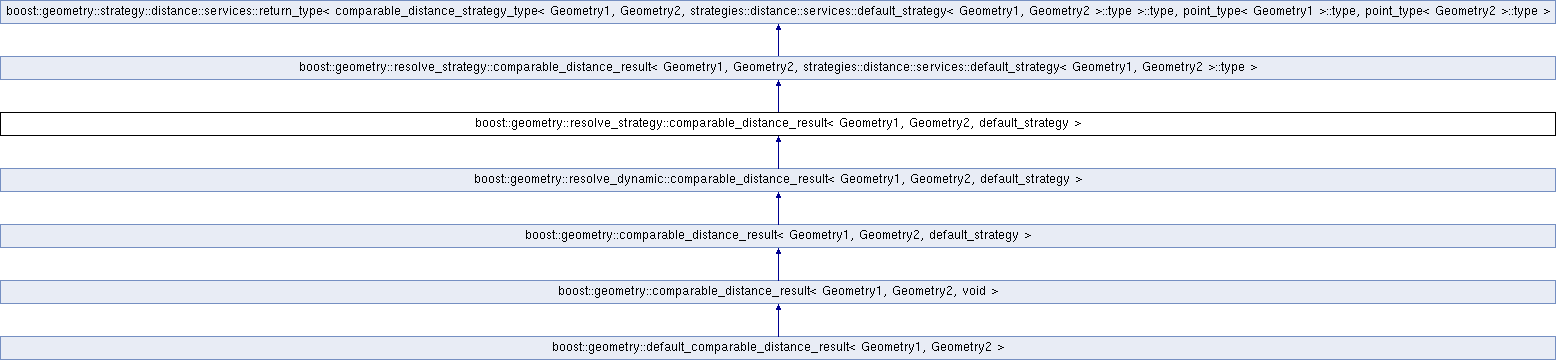 boost::geometry::strategy::distance::services::return_type< comparable_distance_strategy_type< Geometry1, Geometry2, strategies::distance::services::default_strategy< Geometry1, Geometry2 >::type >::type, point_type< Geometry1 >::type, point_type< Geometry2 >::type >
boost::geometry::resolve_strategy::comparable_distance_result< Geometry1, Geometry2, strategies::distance::services::default_strategy< Geometry1, Geometry2 >::type >
boost::geometry::resolve_strategy::comparable_distance_result< Geometry1, Geometry2, default_strategy >
boost::geometry::resolve_dynamic::comparable_distance_result< Geometry1, Geometry2, default_strategy >
boost::geometry::comparable_distance_result< Geometry1, Geometry2, default_strategy >
boost::geometry::comparable_distance_result< Geometry1, Geometry2, void >
boost::geometry::default_comparable_distance_result< Geometry1, Geometry2 >